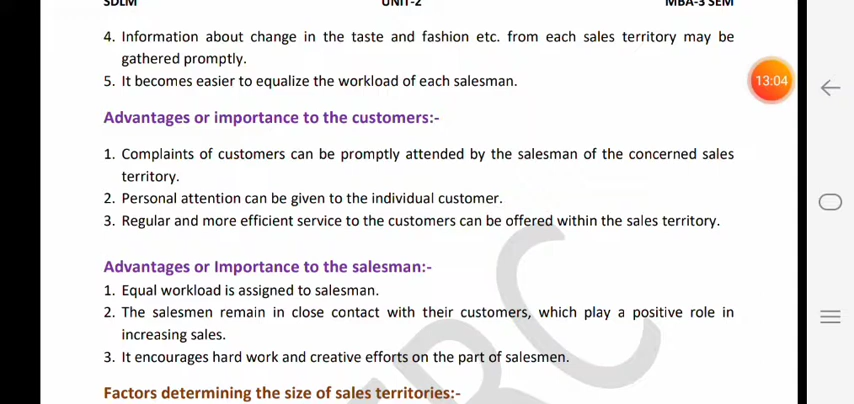 SDLM UNIT-2 MBA-3 SEM
4. Information about change in the taste and fashion etc. from each sales territory may be
gathered promptly.
5. It becomes easier to equalize the workload of each salesman.
13:04
Advantages or importance to the customers:-
1. Complaints of customers can be promptly attended by the salesman of the concerned sales
territory.
2. Personal attention can be given to the individual customer.
3. Regular and more efficient service to the customers can be offered within the sales territory.
Advantages or Importance to the salesman:-
1. Equal workload is assigned to salesman.
2. The salesmen remain in close contact with their customers, which play a positive role in
increasing sales.
3. It encourages hard work and creative efforts on the part of salesmen.
Factors determining the size of sales territories:-